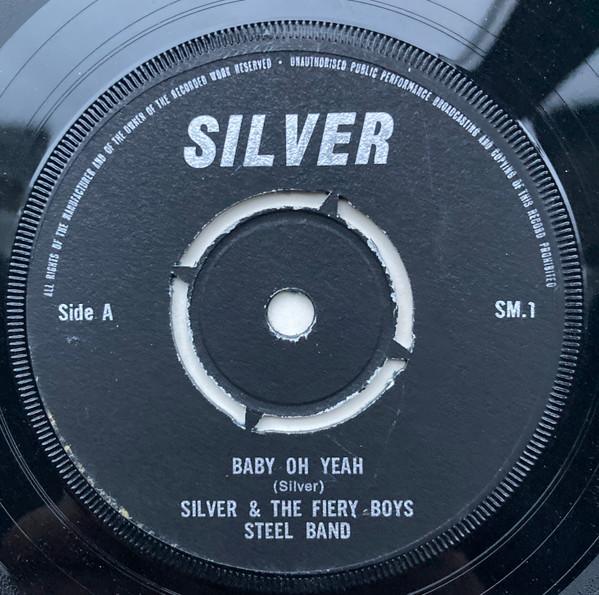 ALL RIGHTS OF THE MANUFACTURER AND OF THE OWNER OF THE RECORDED WORK RESERVED · UNAUTHORISED PUBLIC PERFORMANCE BROADCASTING AND COPYING OF THIS RECORD PROHIBITED
SILVER
Side A
SM.1
BABY OH YEAH
(Silver)
SILVER & THE FIERY BOYS
STEEL BAND